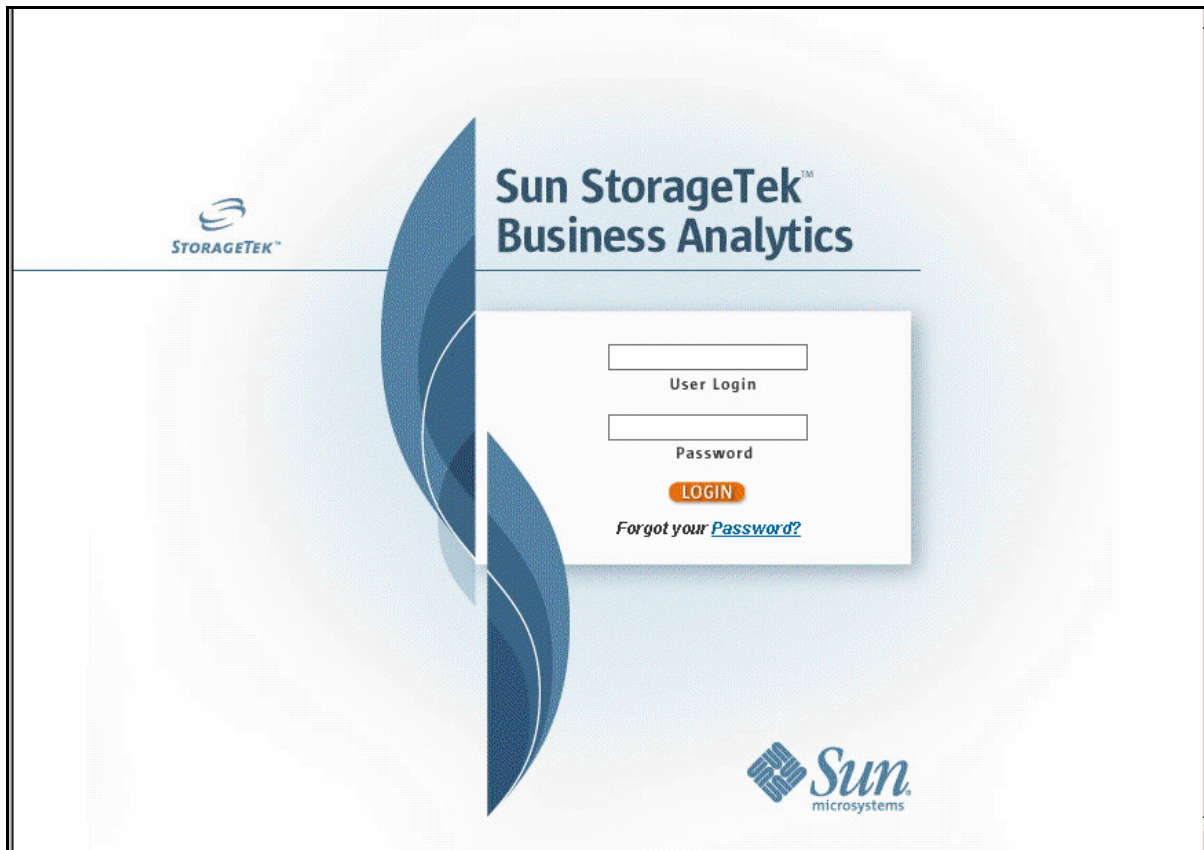 Sun StorageTek™
Business Analytics
STORAGETEK™
User Login
Password
LOGIN
Forgot your Password?
Sun
microsystems